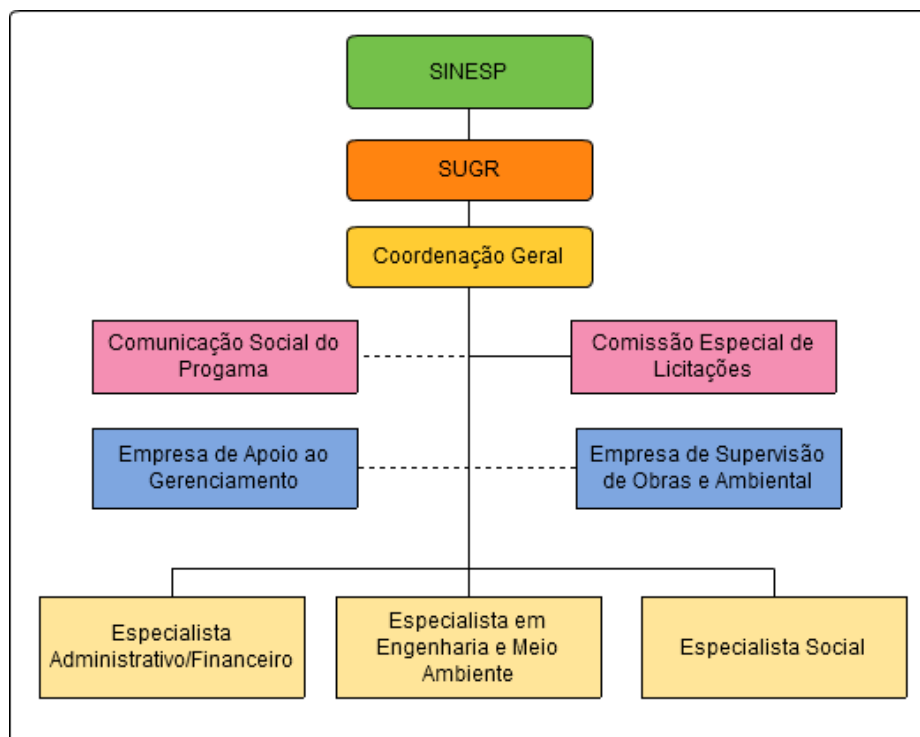 SINESP
SUGR
Coordenação Geral
Comunicação Social do
Progama
Comissão Especial de
Licitações
Empresa de Apoio ao
Gerenciamento
Empresa de Supervisão
de Obras e Ambiental
Especialista
Administrativo/Financeiro
Especialista em
Engenharia e Meio
Ambiente
Especialista Social